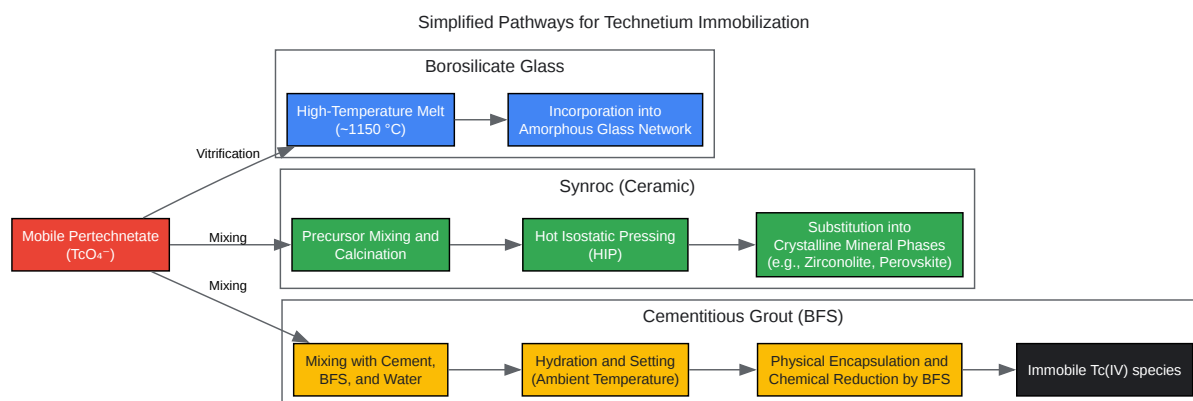 Simplified Pathways for Technetium Immobilization
Borosilicate Glass
High-Temperature Melt
(~1150 °C)
Incorporation into
Amorphous Glass Network
Vitrification
Synroc (Ceramic)
Mobile Pertechnetate
(TcO₄⁻)
Mixing
Precursor Mixing and
Calcination
Hot Isostatic Pressing
(HIP)
Substitution into
Crystalline Mineral Phases
(e.g., Zirconolite, Perovskite)
Mixing
Cementitious Grout (BFS)
Mixing with Cement,
BFS, and Water
Hydration and Setting
(Ambient Temperature)
Physical Encapsulation and
Chemical Reduction by BFS
Immobile Tc(IV) species